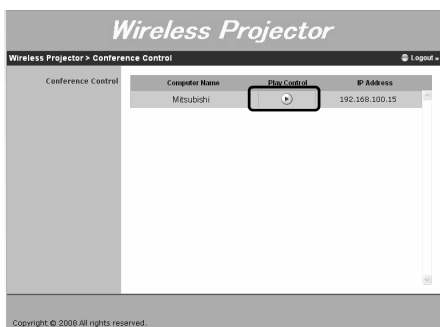 Wireless Projector
Wireless Projector > Conference Control
Logout »
Conference Control
Computer Name Play Control IP Address
Mitsubishi 192.168.100.15
Copyright © 2008 All rights reserved.